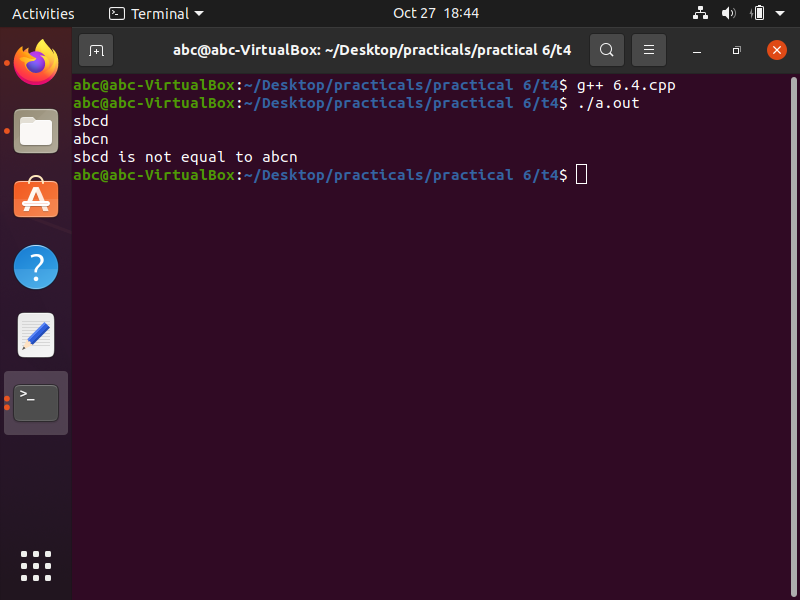 Activities Terminal Oct 27 18:44
abc@abc-VirtualBox: ~/Desktop/practicals/practical 6/t4
abc@abc-VirtualBox:~/Desktop/practicals/practical 6/t4$ g++ 6.4.cpp
abc@abc-VirtualBox:~/Desktop/practicals/practical 6/t4$ ./a.out
sbcd
abcn
sbcd is not equal to abcn
abc@abc-VirtualBox:~/Desktop/practicals/practical 6/t4$